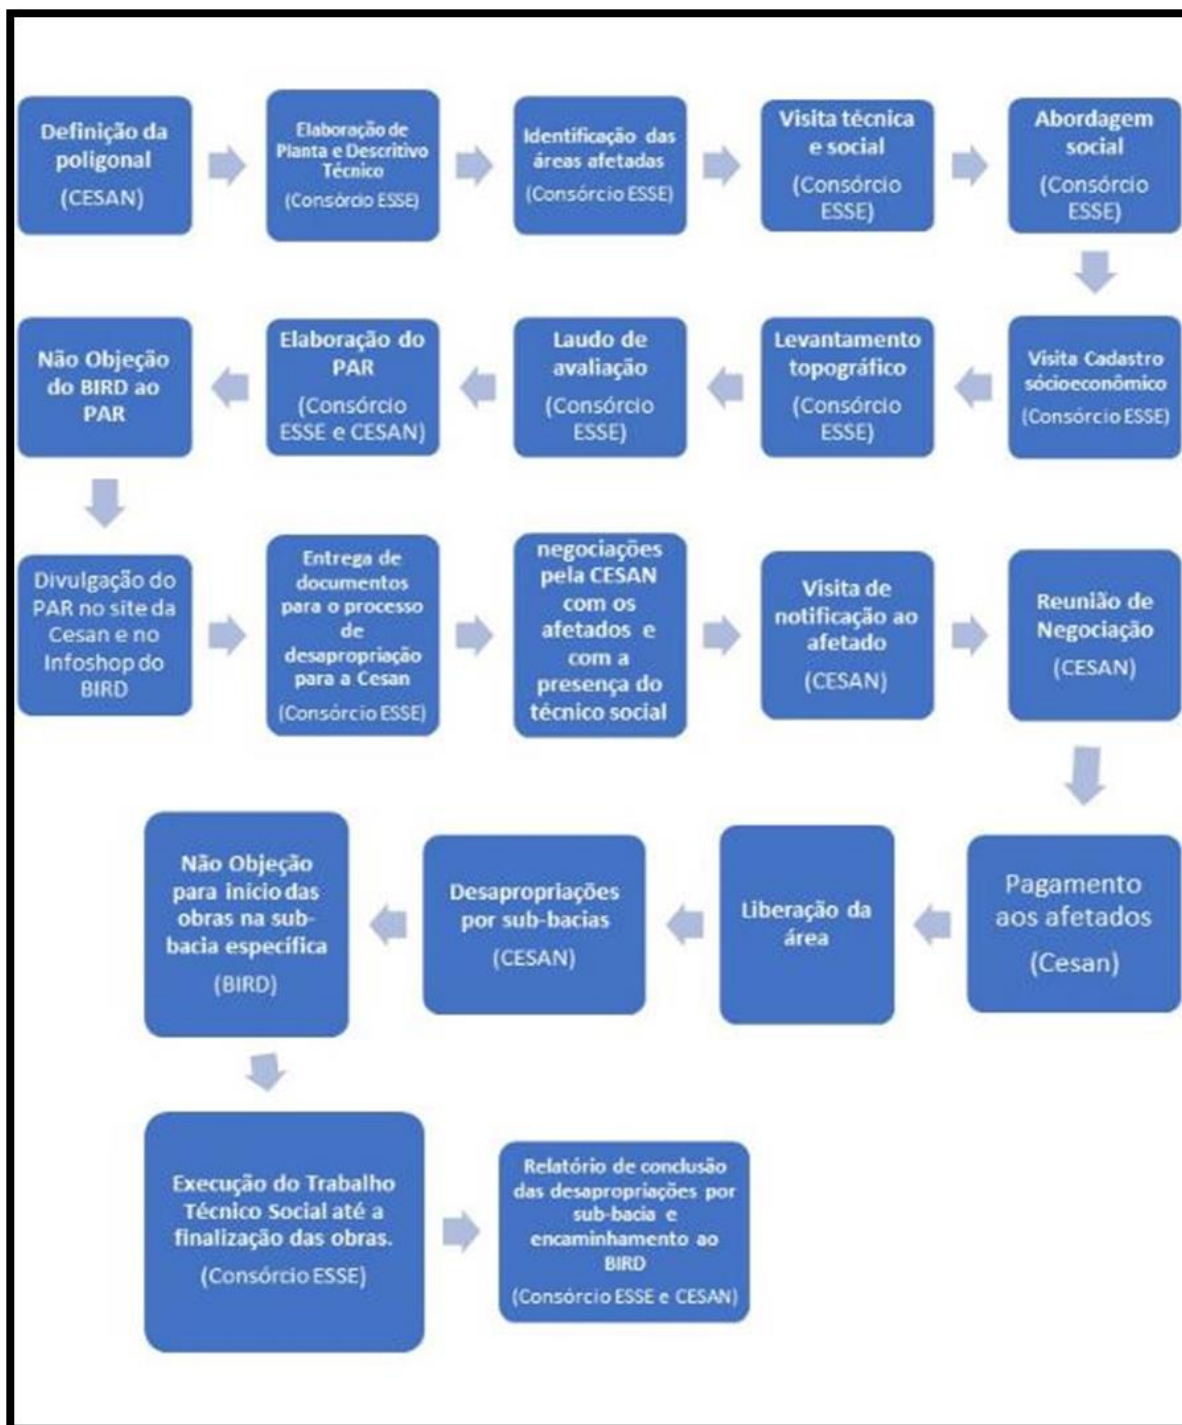 Definição da
poligonal
(CESAN)
Elaboração de
Planta e Descritivo
Técnico
(Consórcio ESSE)
Identificação das
áreas afetadas
(Consórcio ESSE)
Visita técnica
e social
(Consórcio
ESSE)
Abordagem
social
(Consórcio
ESSE)
Visita Cadastro
sócioeconômico
(Consórcio ESSE)
Levantamento
topográfico
(Consórcio
ESSE)
Laudo de
avaliação
(Consórcio
ESSE)
Elaboração do
PAR
(Consórcio
ESSE e CESAN)
Não Objeção
do BIRD ao
PAR
Divulgação do
PAR no site da
Cesan e no
Infoshop do
BIRD
Entrega de
documentos
para o processo
de
desapropriação
para a Cesan
(Consórcio ESSE)
negociações
pela CESAN
com os
afetados e
com a
presença do
técnico social
Visita de
notificação ao
afetado
(CESAN)
Reunião de
Negociação
(CESAN)
Pagamento
aos afetados
(Cesan)
Liberação da
área
Desapropriações
por sub-bacias
(CESAN)
Não Objeção
para inicio das
obras na sub-
bacia específica
(BIRD)
Execução do Trabalho
Técnico Social até a
finalização das obras.
(Consórcio ESSE)
Relatório de conclusão
das desapropriações por
sub-bacia e
encaminhamento ao
BIRD
(Consórcio ESSE e CESAN)